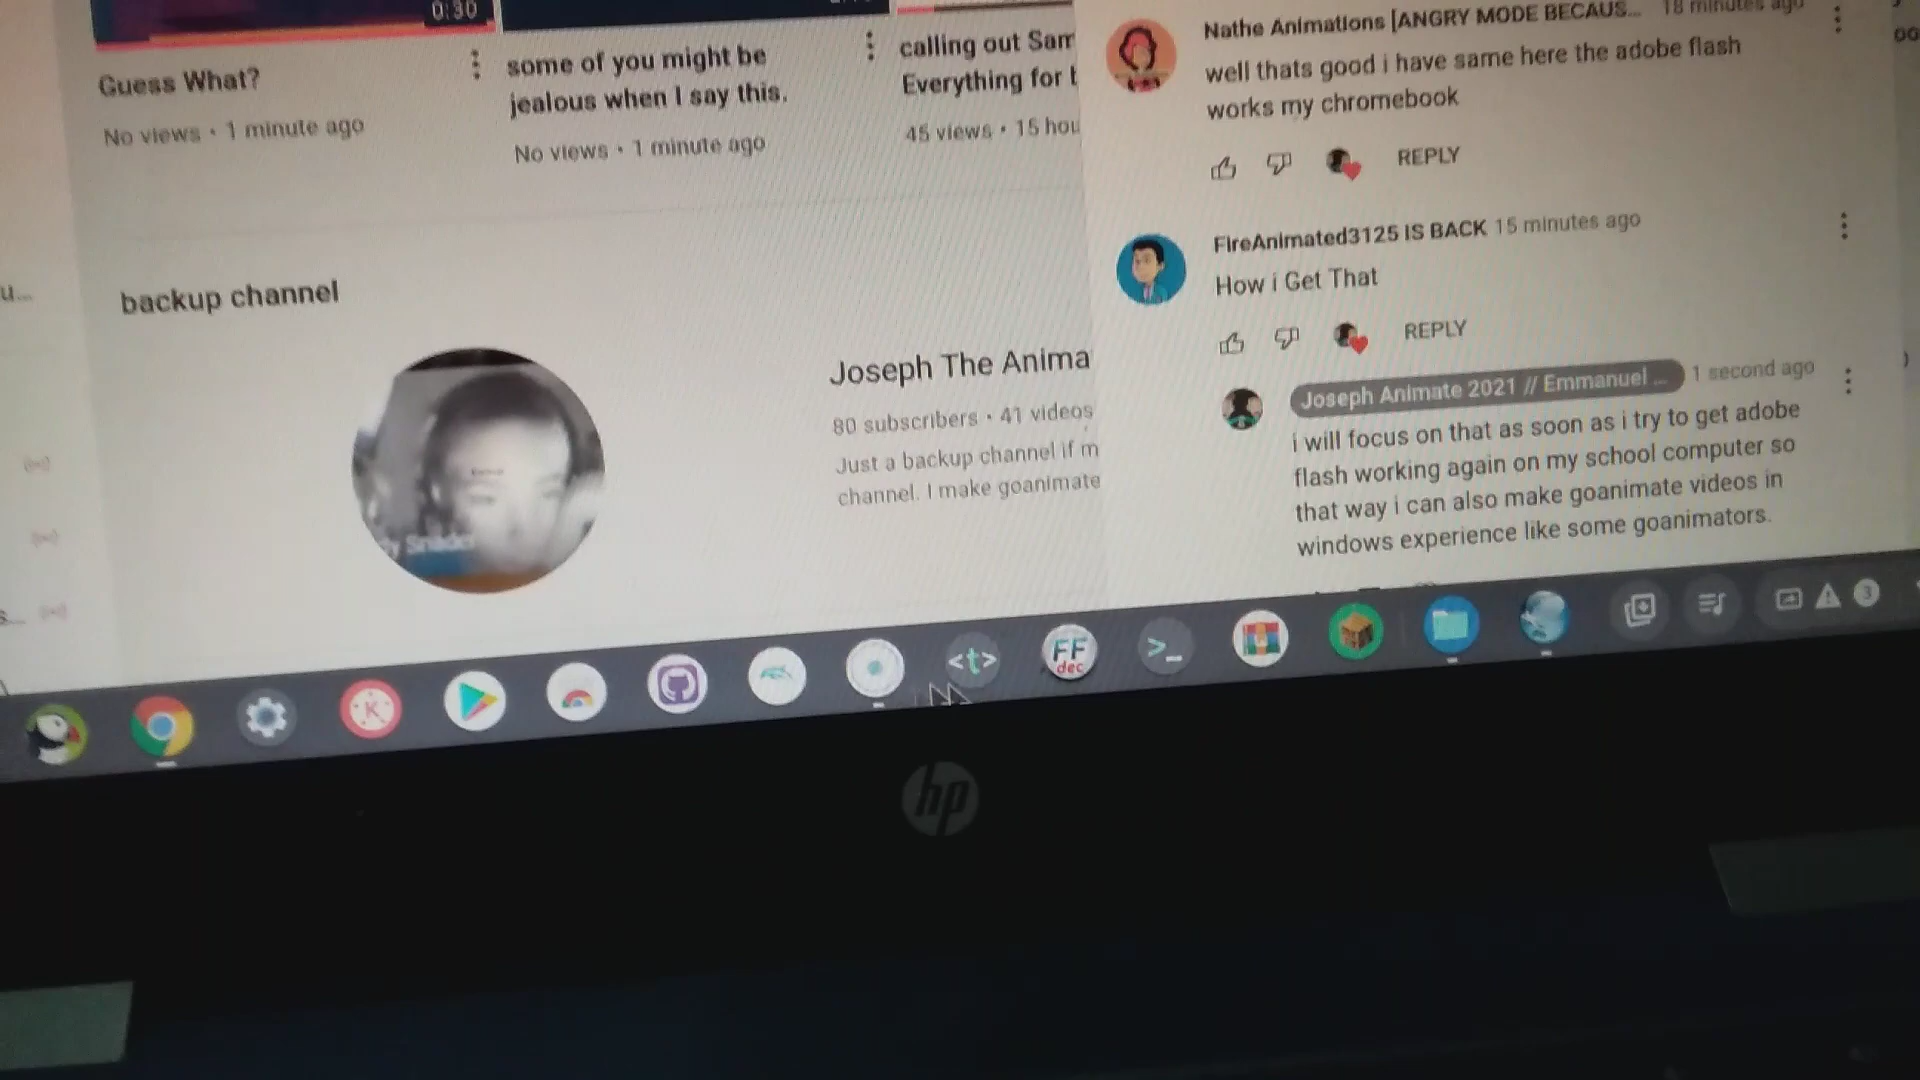 0:30
Guess What?
No views • 1 minute ago
some of you might be
jealous when I say this.
No views • 1 minute ago
calling out Sam
Everything for
45 views • 15 hou
backup channel
Joseph The Anima
80 subscribers • 41 videos
Just a backup channel if m
channel. I make goanimate
Nathe Animations [ANGRY MODE BECAUS... 18 minutes ago
well thats good i have same here the adobe flash
works my chromebook
REPLY
FireAnimated3125 IS BACK 15 minutes ago
How i Get That
REPLY
Joseph Animate 2021 // Emmanuel ... 1 second ago
i will focus on that as soon as i try to get adobe
flash working again on my school computer so
that way i can also make goanimate videos in
windows experience like some goanimators.
K
<t>
FF
dec
>_
3
hp